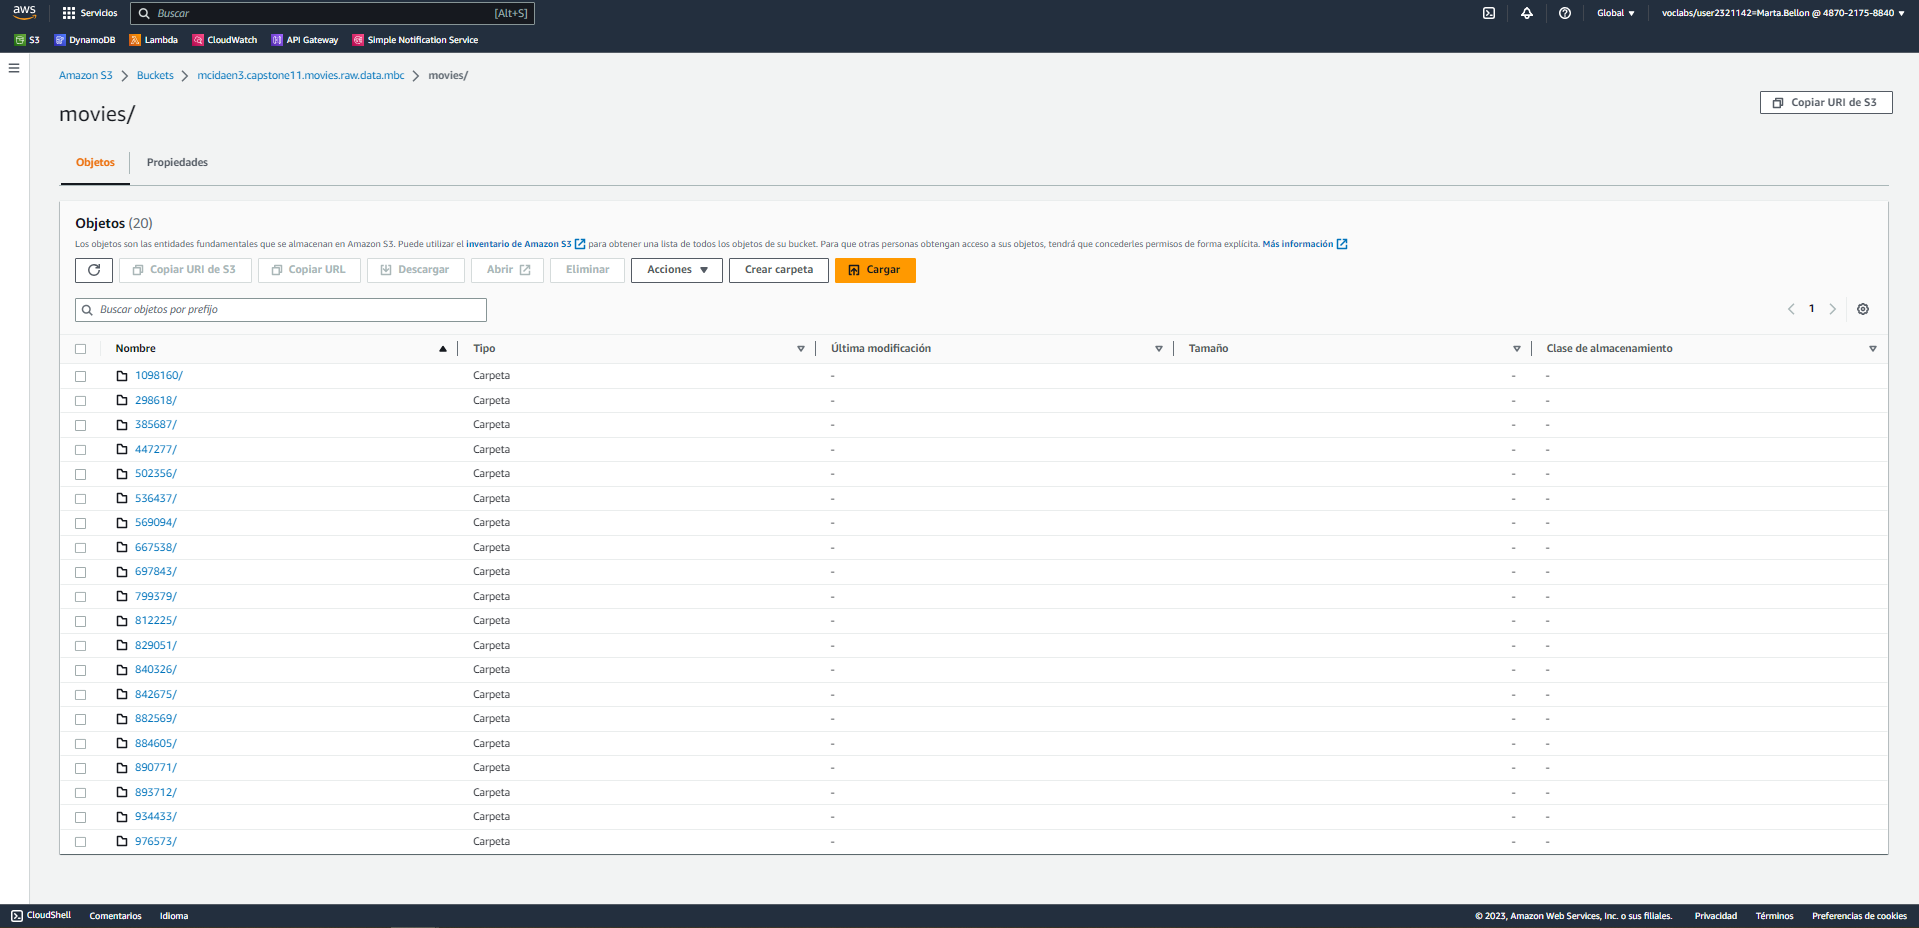 aws Servicios Buscar [Alt+S] Global voclabs/user2321142=Marta.Bellon @ 4870-2175-8840
S3 DynamoDB Lambda CloudWatch API Gateway Simple Notification Service
Amazon S3 Buckets mcidaen3.capstone11.movies.raw.data.mbc movies/
movies/
Copiar URI de S3
Objetos Propiedades
Objetos (20)
Los objetos son las entidades fundamentales que se almacenan en Amazon S3. Puede utilizar el inventario de Amazon S3 para obtener una lista de todos los objetos de su bucket. Para que otras personas obtengan acceso a sus objetos, tendrá que concederles permisos de forma explícita. Más información
Copiar URI de S3 Copiar URL Descargar Abrir Eliminar Acciones Crear carpeta Cargar
Buscar objetos por prefijo 1
Nombre Tipo Última modificación Tamaño Clase de almacenamiento
1098160/ Carpeta - - -
298618/ Carpeta - - -
385687/ Carpeta - - -
447277/ Carpeta - - -
502356/ Carpeta - - -
536437/ Carpeta - - -
569094/ Carpeta - - -
667538/ Carpeta - - -
697843/ Carpeta - - -
799379/ Carpeta - - -
812225/ Carpeta - - -
829051/ Carpeta - - -
840326/ Carpeta - - -
842675/ Carpeta - - -
882569/ Carpeta - - -
884605/ Carpeta - - -
890771/ Carpeta - - -
893712/ Carpeta - - -
934433/ Carpeta - - -
976573/ Carpeta - - -
CloudShell Comentarios Idioma © 2023, Amazon Web Services, Inc. o sus filiales. Privacidad Términos Preferencias de cookies